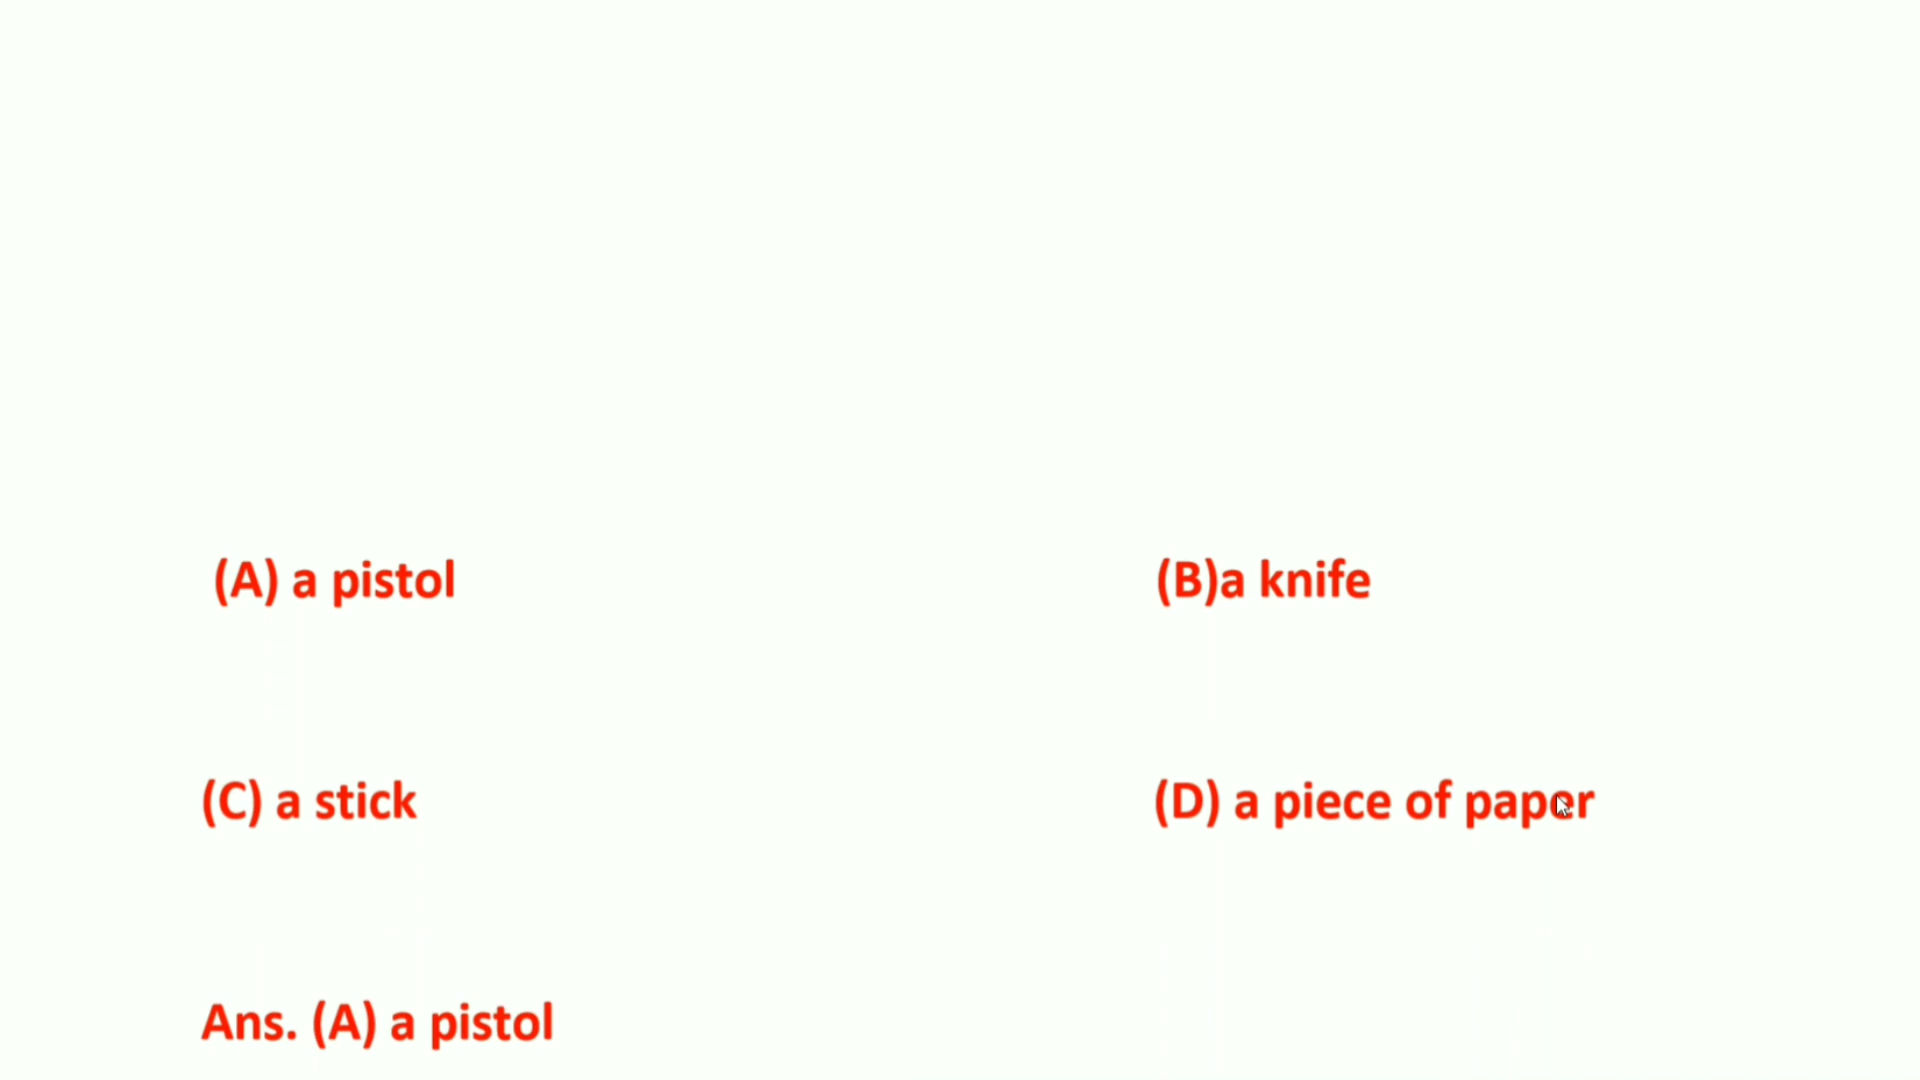 (A) a pistol (B)a knife
(C) a stick (D) a piece of paper
Ans. (A) a pistol